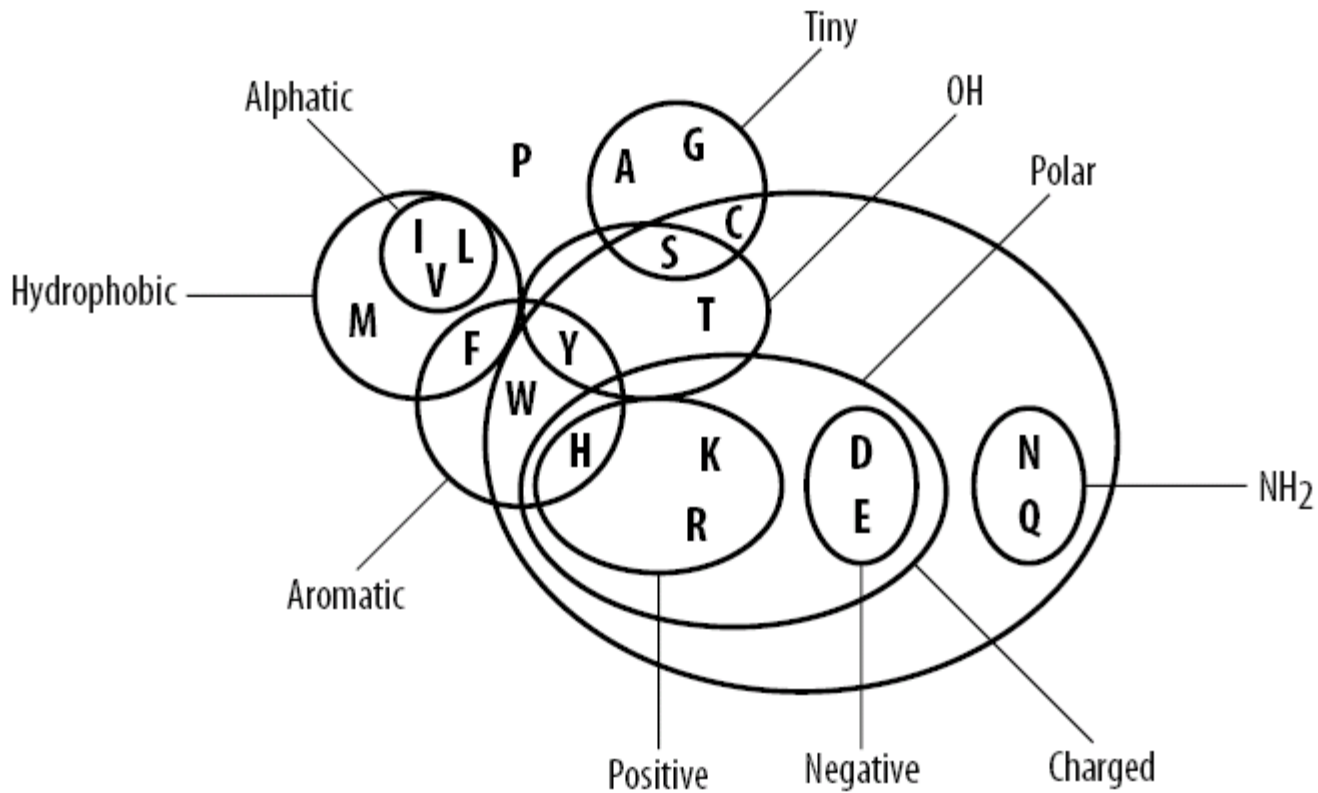 Tiny
OH
Alphatic
Polar
P
A
G
C
S
I
L
V
M
Hydrophobic
T
F
Y
W
H
K
R
D
E
N
Q
NH2
Aromatic
Positive
Negative
Charged